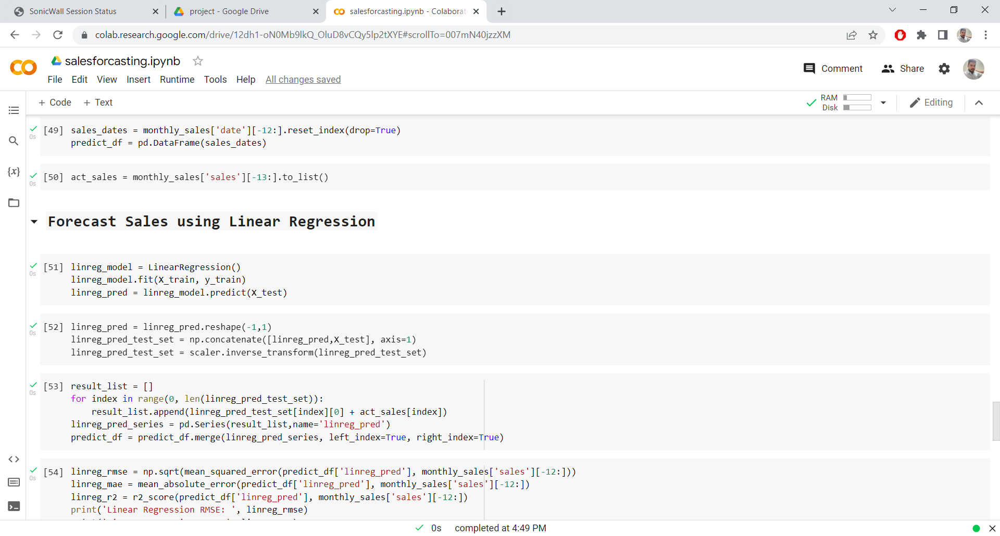 SonicWall Session Status
project - Google Drive
salesforcasting.ipynb - Colaborat
colab.research.google.com/drive/12dh1-oN0Mb9lkQ_OluD8vCQy5lp2tXYE#scrollTo=007mN40jzzXM
CO
salesforcasting.ipynb
Comment
Share
File Edit View Insert Runtime Tools Help All changes saved
+ Code + Text
RAM
Disk
Editing
[49] sales_dates = monthly_sales['date'][-12:].reset_index(drop=True)
0s
predict_df = pd.DataFrame(sales_dates)
{x}
[50] act_sales = monthly_sales['sales'][-13:].to_list()
0s
Forecast Sales using Linear Regression
[51] linreg_model = LinearRegression()
0s
linreg_model.fit(X_train, y_train)
linreg_pred = linreg_model.predict(X_test)
[52] linreg_pred = linreg_pred.reshape(-1,1)
0s
linreg_pred_test_set = np.concatenate([linreg_pred,X_test], axis=1)
linreg_pred_test_set = scaler.inverse_transform(linreg_pred_test_set)
[53] result_list = []
0s
for index in range(0, len(linreg_pred_test_set)):
result_list.append(linreg_pred_test_set[index][0] + act_sales[index])
linreg_pred_series = pd.Series(result_list,name='linreg_pred')
predict_df = predict_df.merge(linreg_pred_series, left_index=True, right_index=True)
[54] linreg_rmse = np.sqrt(mean_squared_error(predict_df['linreg_pred'], monthly_sales['sales'][-12:]))
0s
linreg_mae = mean_absolute_error(predict_df['linreg_pred'], monthly_sales['sales'][-12:])
linreg_r2 = r2_score(predict_df['linreg_pred'], monthly_sales['sales'][-12:])
print('Linear Regression RMSE: ', linreg_rmse)
0s completed at 4:49 PM